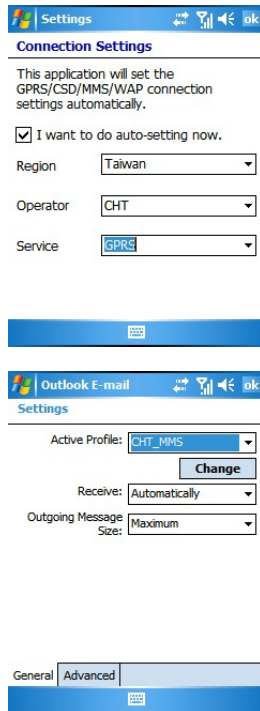 Settings ok
Connection Settings
This application will set the
GPRS/CSD/MMS/WAP connection
settings automatically.
I want to do auto-setting now.
Region Taiwan
Operator CHT
Service GPRS
Outlook E-mail ok
Settings
Active Profile: CHT_MMS
Change
Receive: Automatically
Outgoing Message
Size: Maximum
General Advanced